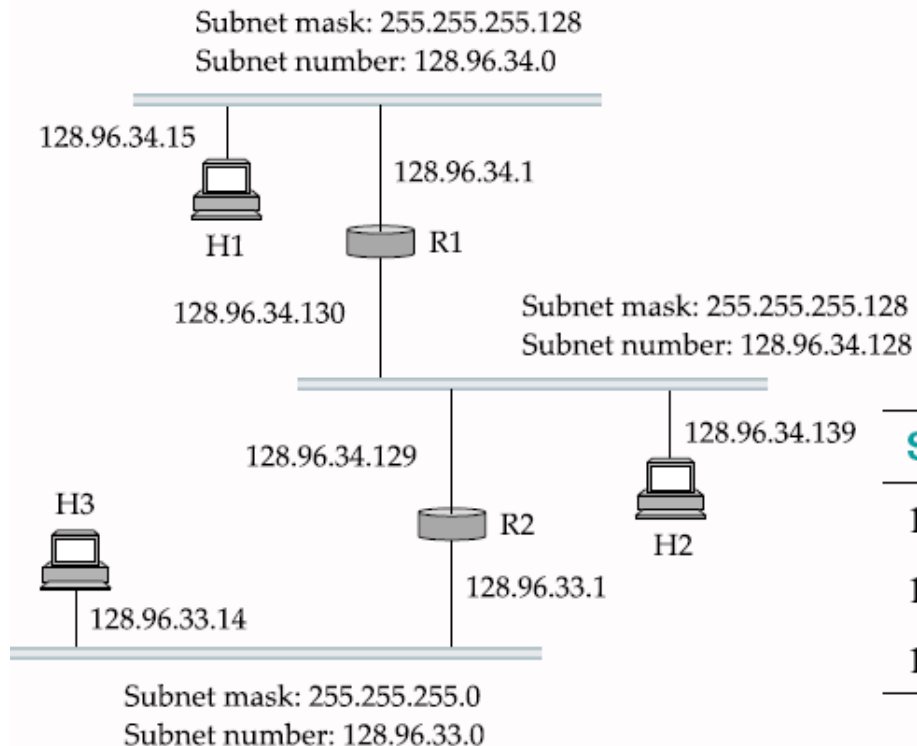 Subnet mask: 255.255.255.128
Subnet number: 128.96.34.0
128.96.34.15
128.96.34.1
H1
R1
128.96.34.130
Subnet mask: 255.255.255.128
Subnet number: 128.96.34.128
128.96.34.139
128.96.34.129
H3
R2
H2
128.96.33.1
128.96.33.14
Subnet mask: 255.255.255.0
Subnet number: 128.96.33.0